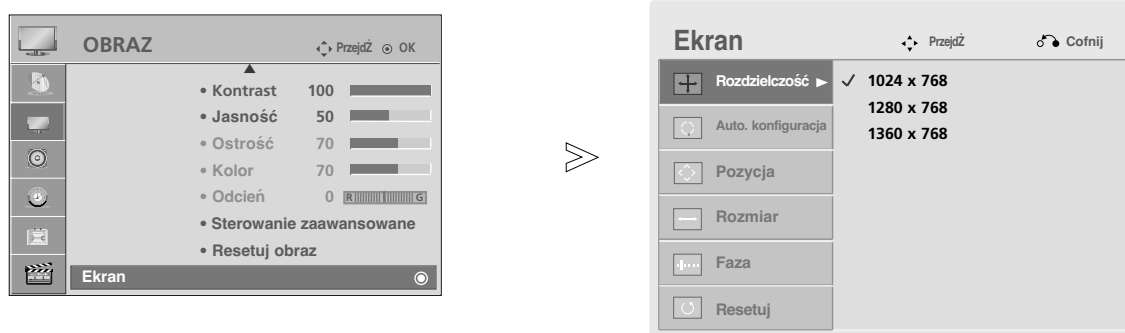 OBRAZ PrzejdŹ OK
• Kontrast 100
• Jasność 50
• Ostrość 70
• Kolor 70
• Odcień 0 R G
• Sterowanie zaawansowane
• Resetuj obraz
Ekran
Ekran PrzejdŹ Cofnij
Rozdzielczość ► ✓ 1024 x 768
1280 x 768
Auto. konfiguracja
1360 x 768
Pozycja
Rozmiar
Faza
Resetuj